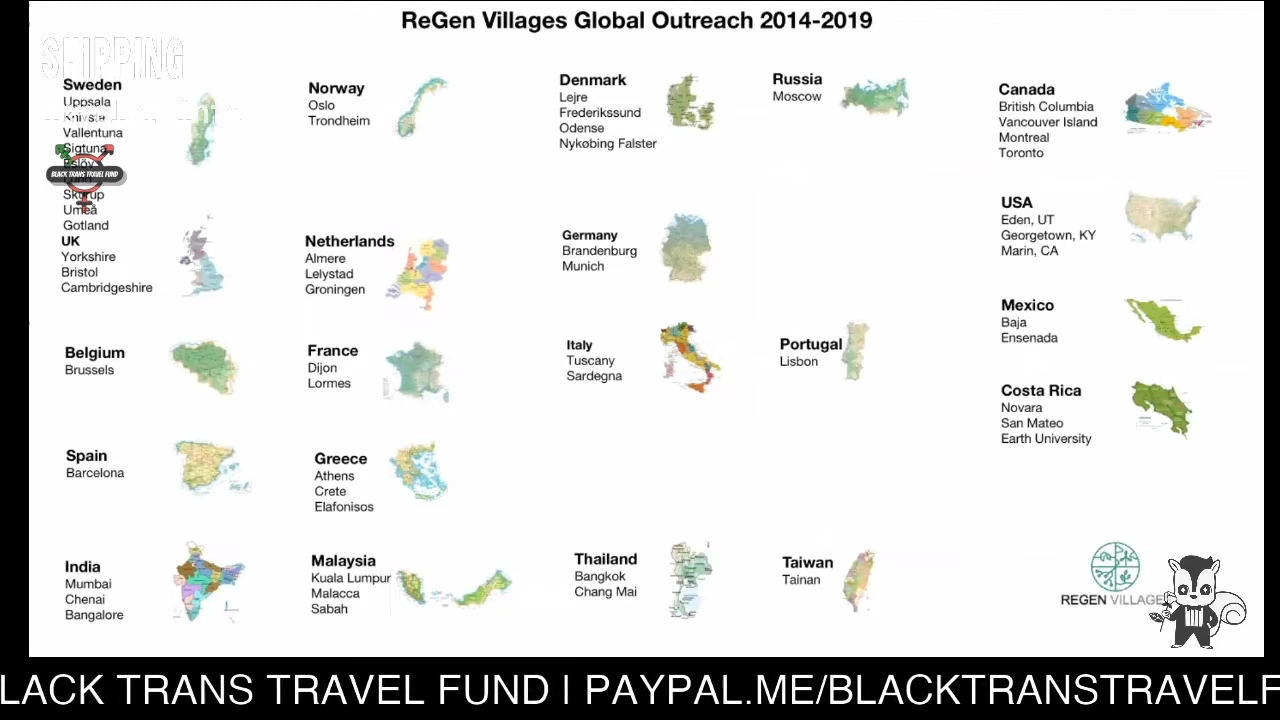 ReGen Villages Global Outreach 2014-2019
SHIPPING
Sweden
Uppsala
Knivsta
Vallentuna
Sigtuna
Eslöv
BLACK TRANS TRAVEL FUND
Skurup
Umeå
Gotland
Norway
Oslo
Trondheim
Denmark
Lejre
Frederikssund
Odense
Nykøbing Falster
Russia
Moscow
Canada
British Columbia
Vancouver Island
Montreal
Toronto
USA
Eden, UT
Georgetown, KY
Marin, CA
UK
Yorkshire
Bristol
Cambridgeshire
Netherlands
Almere
Lelystad
Groningen
Germany
Brandenburg
Munich
Mexico
Baja
Ensenada
Belgium
Brussels
France
Dijon
Lormes
Italy
Tuscany
Sardegna
Portugal
Lisbon
Costa Rica
Novara
San Mateo
Earth University
Spain
Barcelona
Greece
Athens
Crete
Elafonisos
India
Mumbai
Chenai
Bangalore
Malaysia
Kuala Lumpur
Malacca
Sabah
Thailand
Bangkok
Chang Mai
Taiwan
Tainan
REGEN VILLAGE
LACK TRANS TRAVEL FUND | PAYPAL.ME/BLACKTRANSTRAVELF